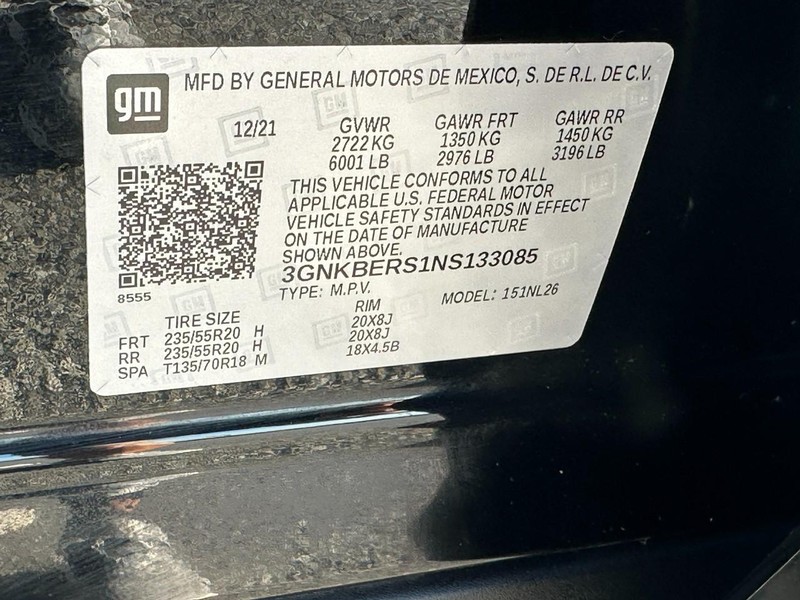 gm
MFD BY GENERAL MOTORS DE MEXICO, S. DE R.L. DE C.V.
12/21
GVWR
2722 KG
6001 LB
GAWR FRT
1350 KG
2976 LB
GAWR RR
1450 KG
3196 LB
THIS VEHICLE CONFORMS TO ALL
APPLICABLE U.S. FEDERAL MOTOR
VEHICLE SAFETY STANDARDS IN EFFECT
ON THE DATE OF MANUFACTURE
SHOWN ABOVE.
3GNKBERS1NS133085
8555
TYPE: M.P.V.
MODEL: 151NL26
TIRE SIZE RIM
FRT 235/55R20 H 20X8J
RR 235/55R20 H 20X8J
SPA T135/70R18 M 18X4.5B